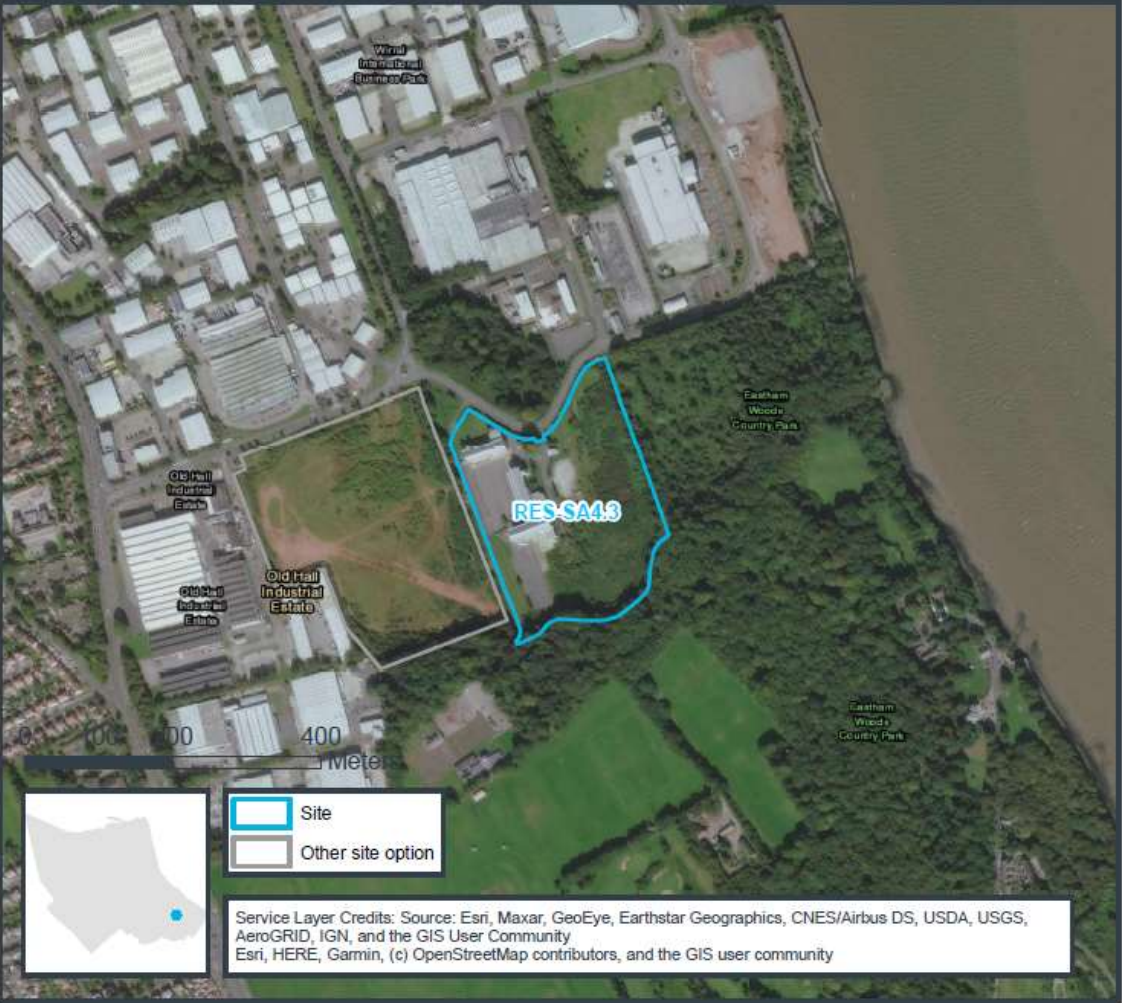 Wirral
International
Business Park
Eastham
Woods
Country Park
RES-SA4.3
Old Hall
Industrial
Estate
Old Hall
Industrial
Estate
Old Hall
Industrial
Estate
Eastham
Woods
Country Park
0 100 200 400
Meters
Site
Other site option
Service Layer Credits: Source: Esri, Maxar, GeoEye, Earthstar Geographics, CNES/Airbus DS, USDA, USGS,
AeroGRID, IGN, and the GIS User Community
Esri, HERE, Garmin, (c) OpenStreetMap contributors, and the GIS user community